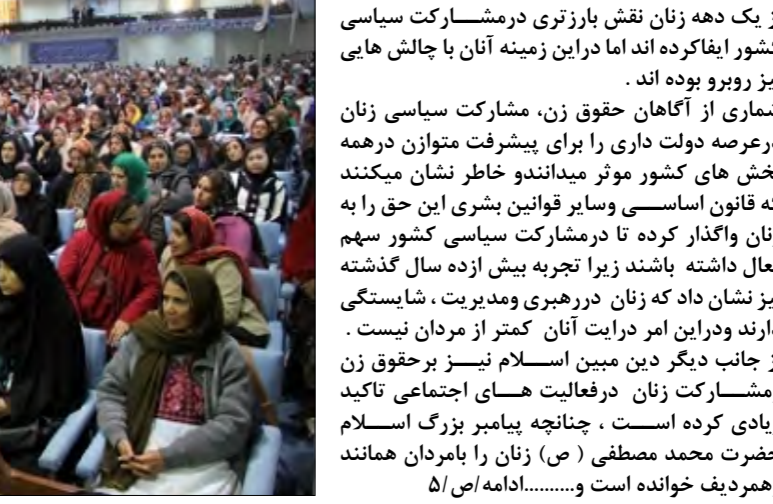 از یک دهه زنان نقش بارزتری درمشـــارکت سیاسی
کشور ایفاکرده اند اما دراین زمینه آنان با چالش هایی
نیز روبرو بوده اند .
شماری از آگاهان حقوق زن، مشارکت سیاسی زنان
درعرصه دولت داری را برای پیشرفت متوازن درهمه
بخش های کشور موثر میدانندو خاطر نشان میکنند
که قانون اساســـی وسایر قوانین بشری این حق را به
زنان واگذار کرده تا درمشارکت سیاسی کشور سهم
فعال داشته باشند زیرا تجربه بیش ازده سال گذشته
نیز نشان داد که زنان دررهبری ومدیریت ، شایستگی
دارند ودراین امر درایت آنان کمتر از مردان نیست .
از جانب دیگر دین مبین اســـلام نیـــز برحقوق زن
مشـــارکت زنان درفعالیت هـــای اجتماعی تاکید
زیادی کرده اســـت ، چنانچه پیامبر بزرگ اســـلام
حضرت محمد مصطفی ( ص) زنان را بامردان همانند
همردیف خوانده است و..........ادامه/ص/۵